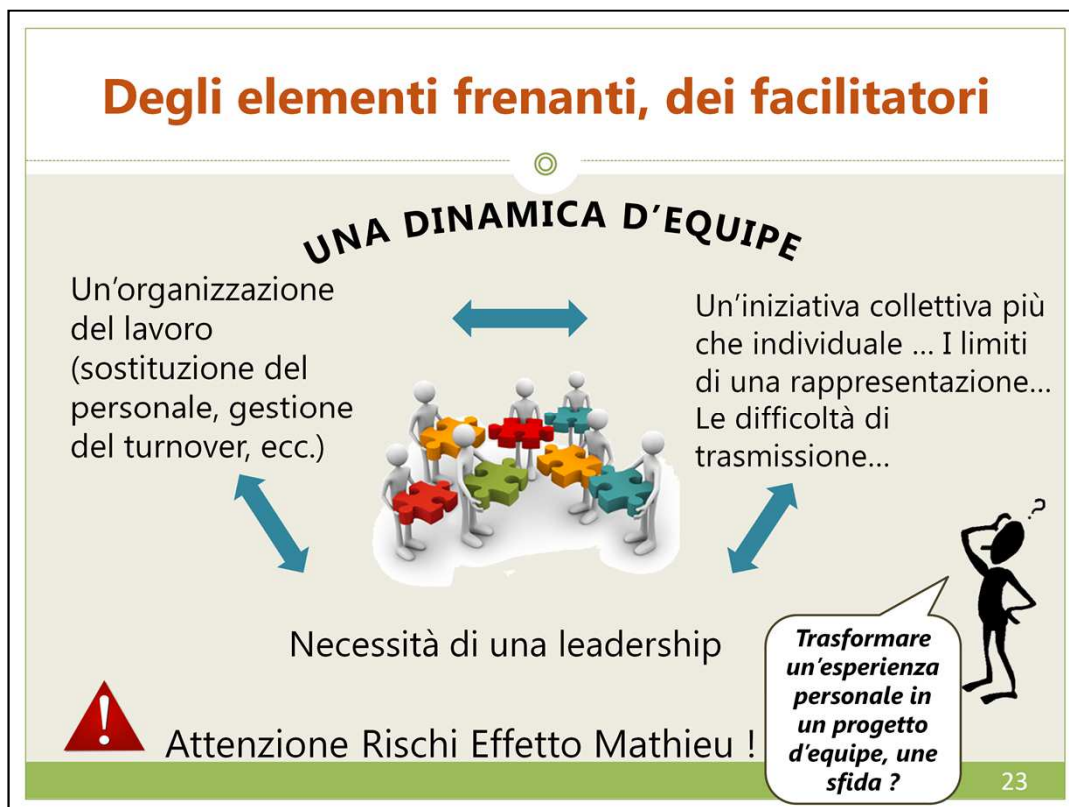 Degli elementi frenanti, dei facilitatori
UNA DINAMICA D'EQUIPE
Un'organizzazione
del lavoro
(sostituzione del
personale, gestione
del turnover, ecc.)
Un'iniziativa collettiva più
che individuale ... I limiti
di una rappresentazione...
Le difficoltà di
trasmissione...
?
Necessità di una leadership
Trasformare
un'esperienza
personale in
un progetto
d'equipe, une
sfida ?
!
Attenzione Rischi Effetto Mathieu !
23